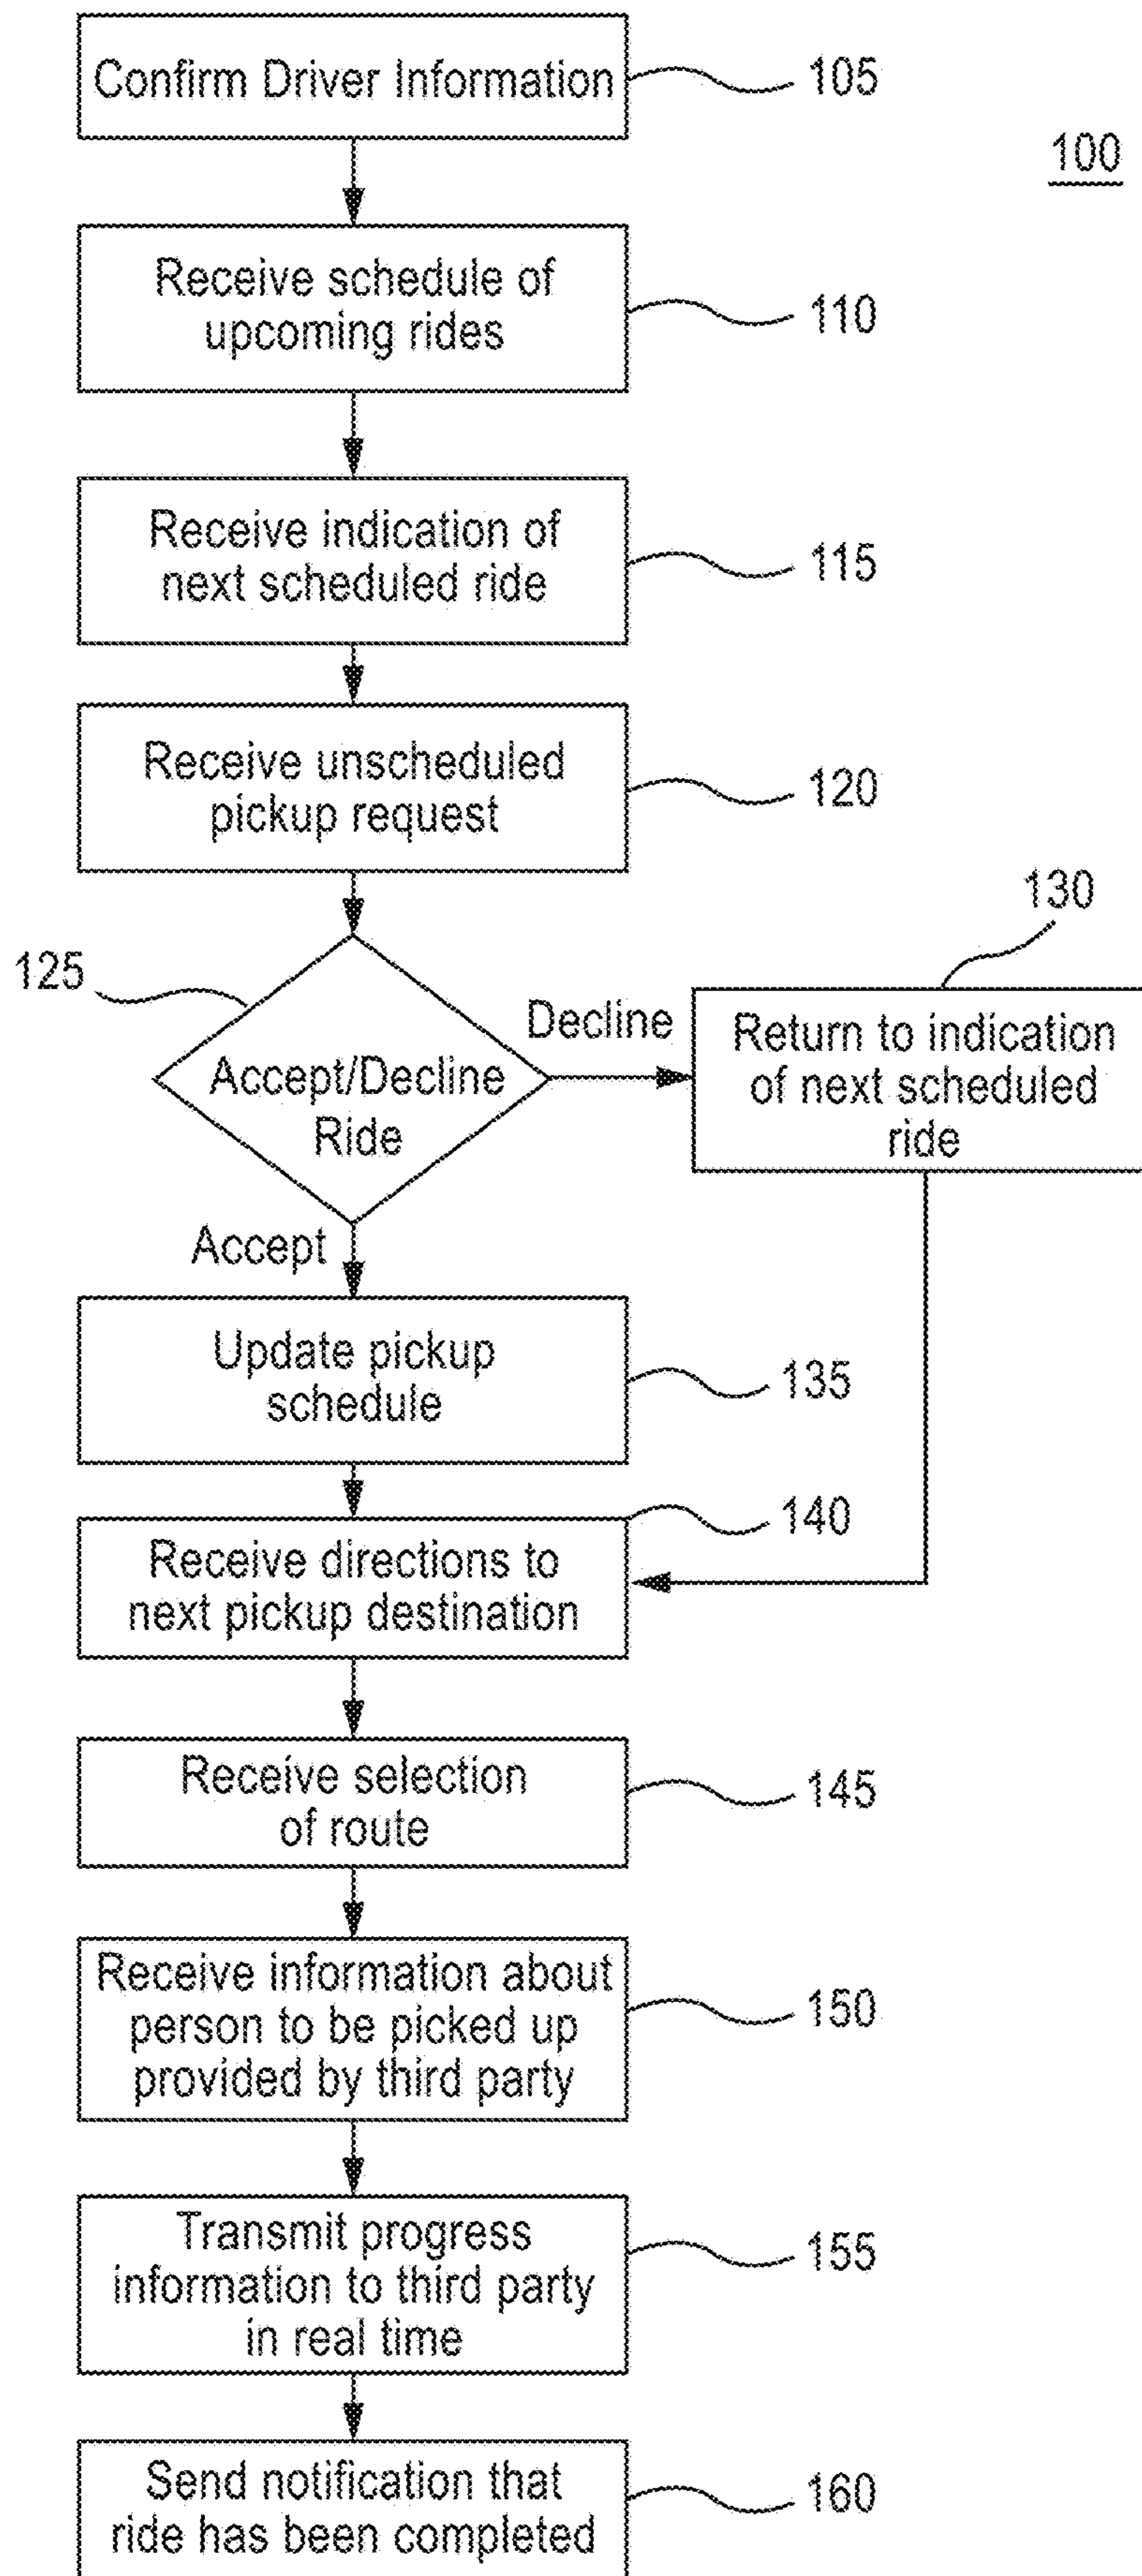 Confirm Driver Information
105
100
Receive schedule of
upcoming rides
110
Receive indication of
next scheduled ride
115
Receive unscheduled
pickup request
120
125
Accept/Decline
Ride
Decline
130
Return to indication
of next scheduled
ride
Accept
Update pickup
schedule
135
140
Receive directions to
next pickup destination
Receive selection
of route
145
Receive information about
person to be picked up
provided by third party
150
Transmit progress
information to third party
in real time
155
Send notification that
ride has been completed
160